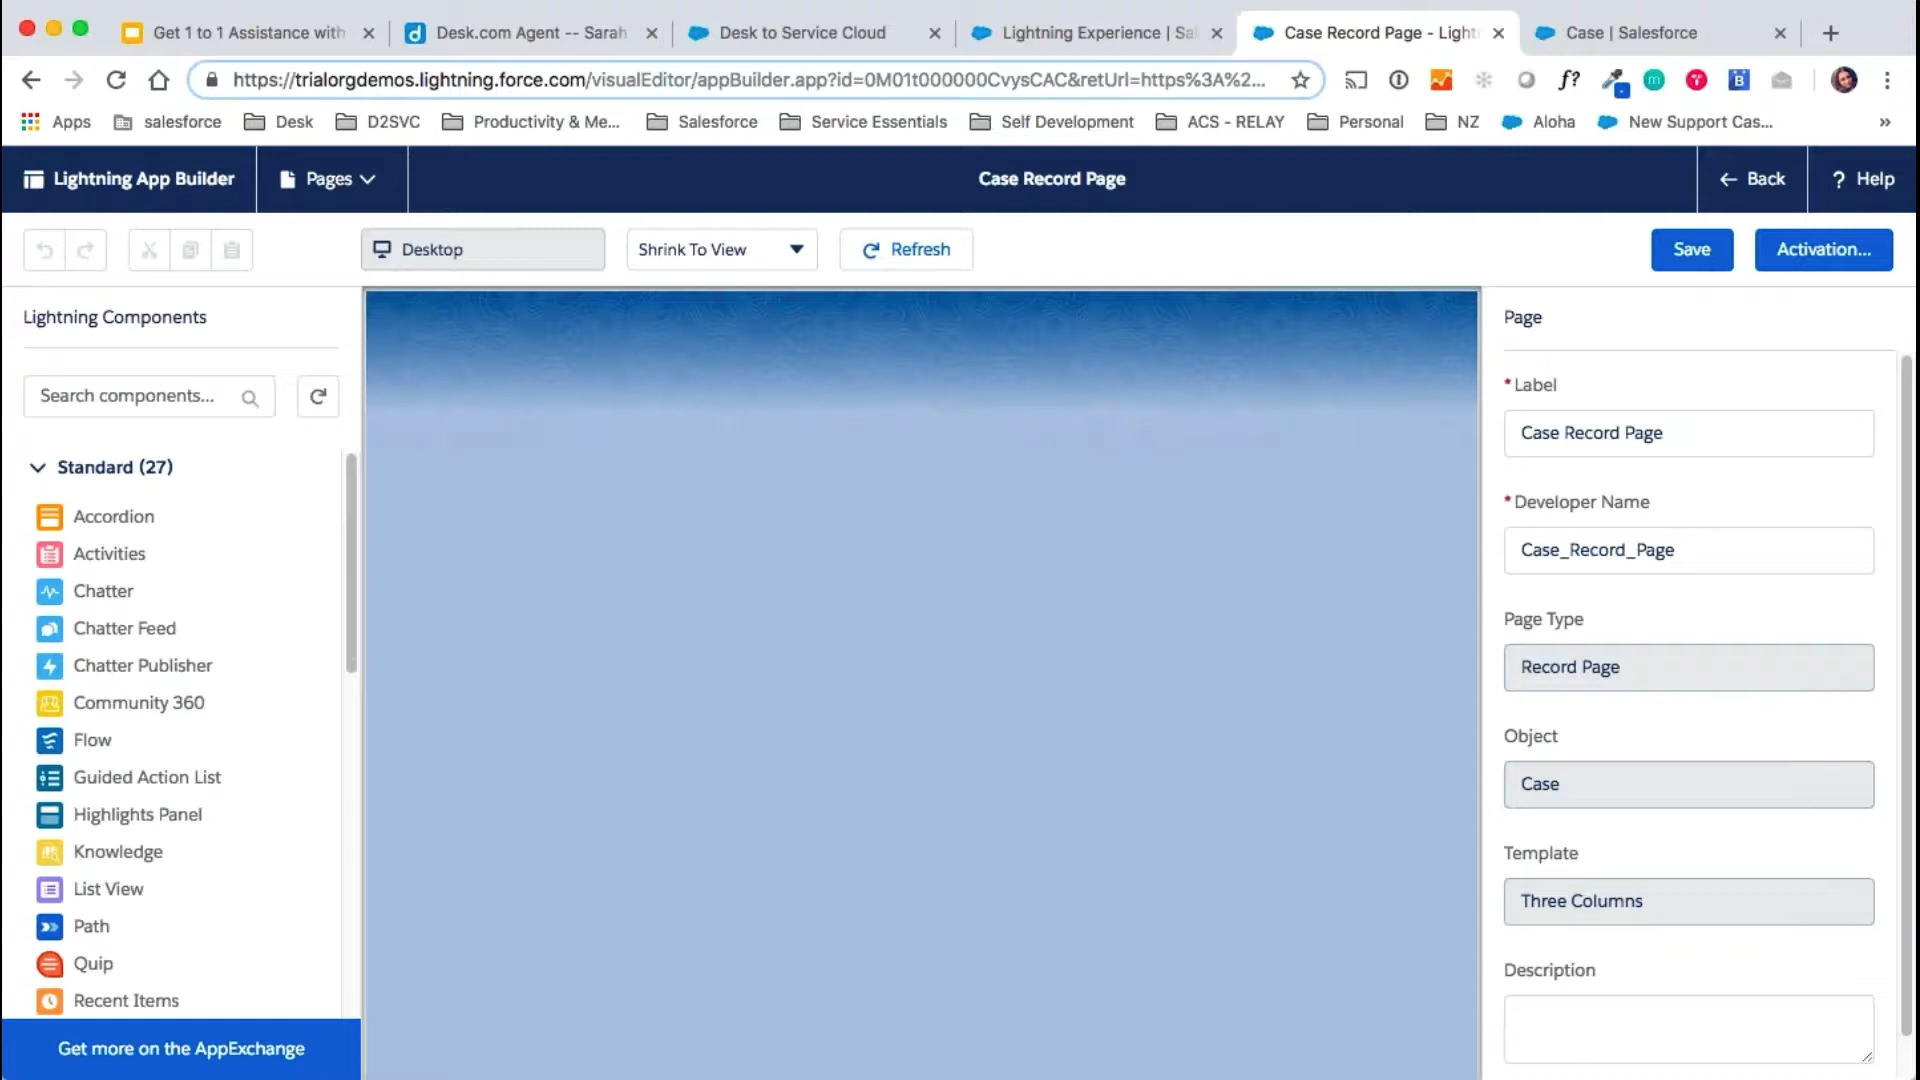 Get 1 to 1 Assistance with
Desk.com Agent -- Sarah
Desk to Service Cloud
Lightning Experience | Sal
Case Record Page - Light
Case | Salesforce
https://trialorgdemos.lightning.force.com/visualEditor/appBuilder.app?id=0M01t000000CvysCAC&retUrl=https%3A%2...
f?
Apps
salesforce
Desk
D2SVC
Productivity & Me...
Salesforce
Service Essentials
Self Development
ACS - RELAY
Personal
NZ
Aloha
New Support Cas...
»
Lightning App Builder
Pages
Case Record Page
Back
? Help
Desktop
Shrink To View
Refresh
Save
Activation...
Lightning Components
Search components...
Standard (27)
Accordion
Activities
Chatter
Chatter Feed
Chatter Publisher
Community 360
Flow
Guided Action List
Highlights Panel
Knowledge
List View
Path
Quip
Recent Items
Get more on the AppExchange
Page
*Label
Case Record Page
*Developer Name
Case_Record_Page
Page Type
Record Page
Object
Case
Template
Three Columns
Description